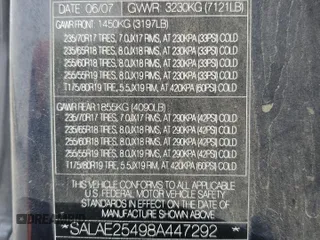 DATE 06/07 GVWR 3230KG (7121LB)
GAWR FRONT 1450KG (3197LB)
235/70R17 TIRES, 7.0JX17 RIMS, AT 230KPA (33PSI) COLD
235/65R18 TIRES, 8.0JX18 RIMS, AT 230KPA (33PSI) COLD
255/60R18 TIRES, 8.0JX18 RIMS, AT 230KPA (33PSI) COLD
255/55R19 TIRES, 8.0JX19 RIMS, AT 230KPA (33PSI) COLD
T175/80R19 TIRE, 5.5JX19 RIM, AT 420KPA (60PSI) COLD
GAWR REAR 1855KG (4090LB)
235/70R17 TIRES, 7.0JX17 RIMS, AT 290KPA (42PSI) COLD
235/65R18 TIRES, 8.0JX18 RIMS, AT 290KPA (42PSI) COLD
255/60R18 TIRES, 8.0JX18 RIMS, AT 290KPA (42PSI) COLD
255/55R19 TIRES, 8.0JX19 RIMS, AT 290KPA (42PSI) COLD
T175/80R19 TIRE, 5.5JX19 RIM, AT 420KPA (60PSI) COLD
THIS VEHICLE CONFORMS TO ALL APPLICABLE
U.S. FEDERAL MOTOR VEHICLE SAFETY
STANDARDS IN EFFECT ON THE DATE OF
MANUFACTURE SHOWN ABOVE
*SALAE25498A447292*